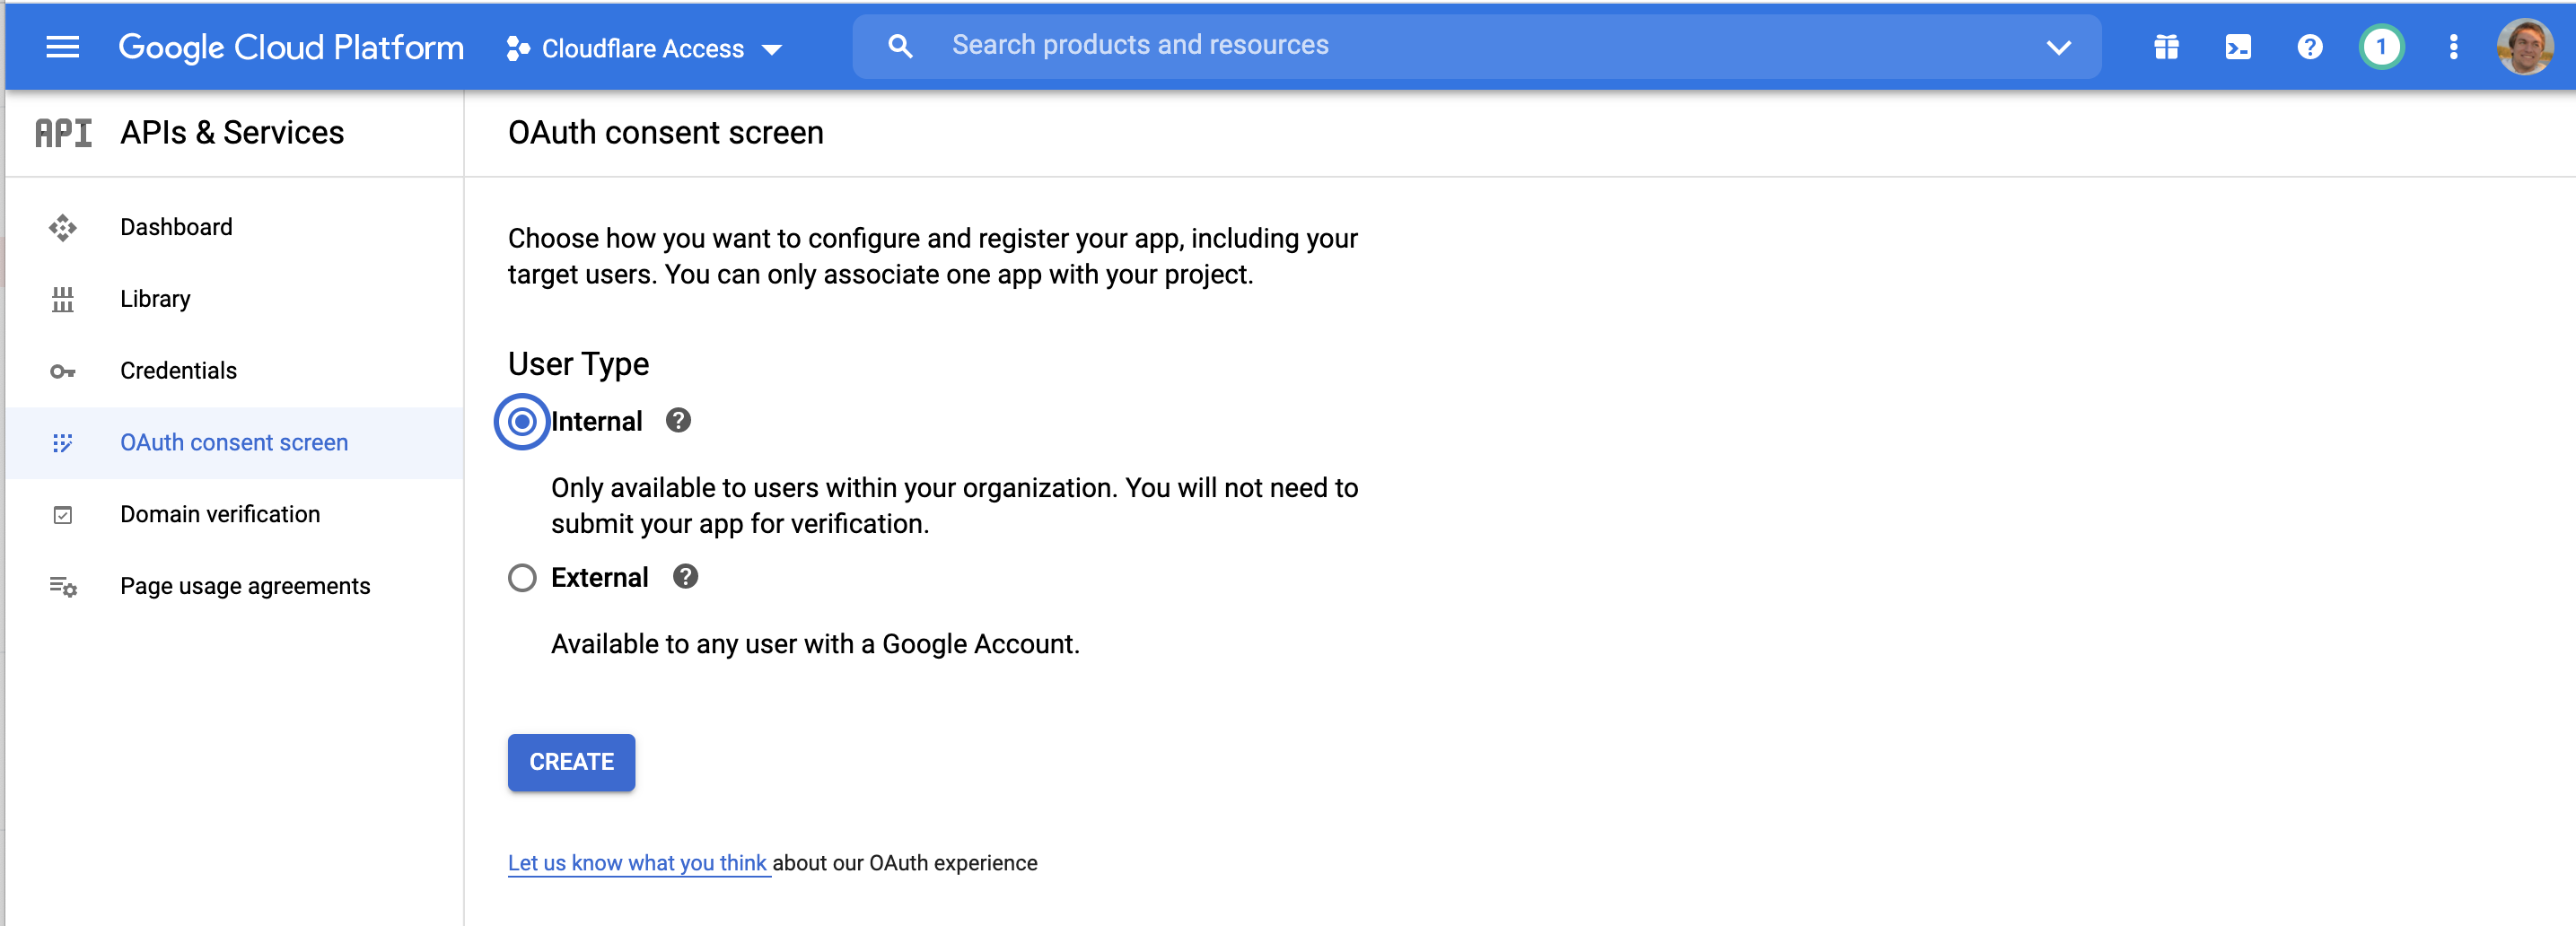 Google Cloud Platform
Cloudflare Access
Search products and resources
1
API
APIs & Services
OAuth consent screen
Dashboard
Library
Credentials
OAuth consent screen
Domain verification
Page usage agreements
Choose how you want to configure and register your app, including your
target users. You can only associate one app with your project.
User Type
Internal
Only available to users within your organization. You will not need to
submit your app for verification.
External
Available to any user with a Google Account.
CREATE
Let us know what you think about our OAuth experience